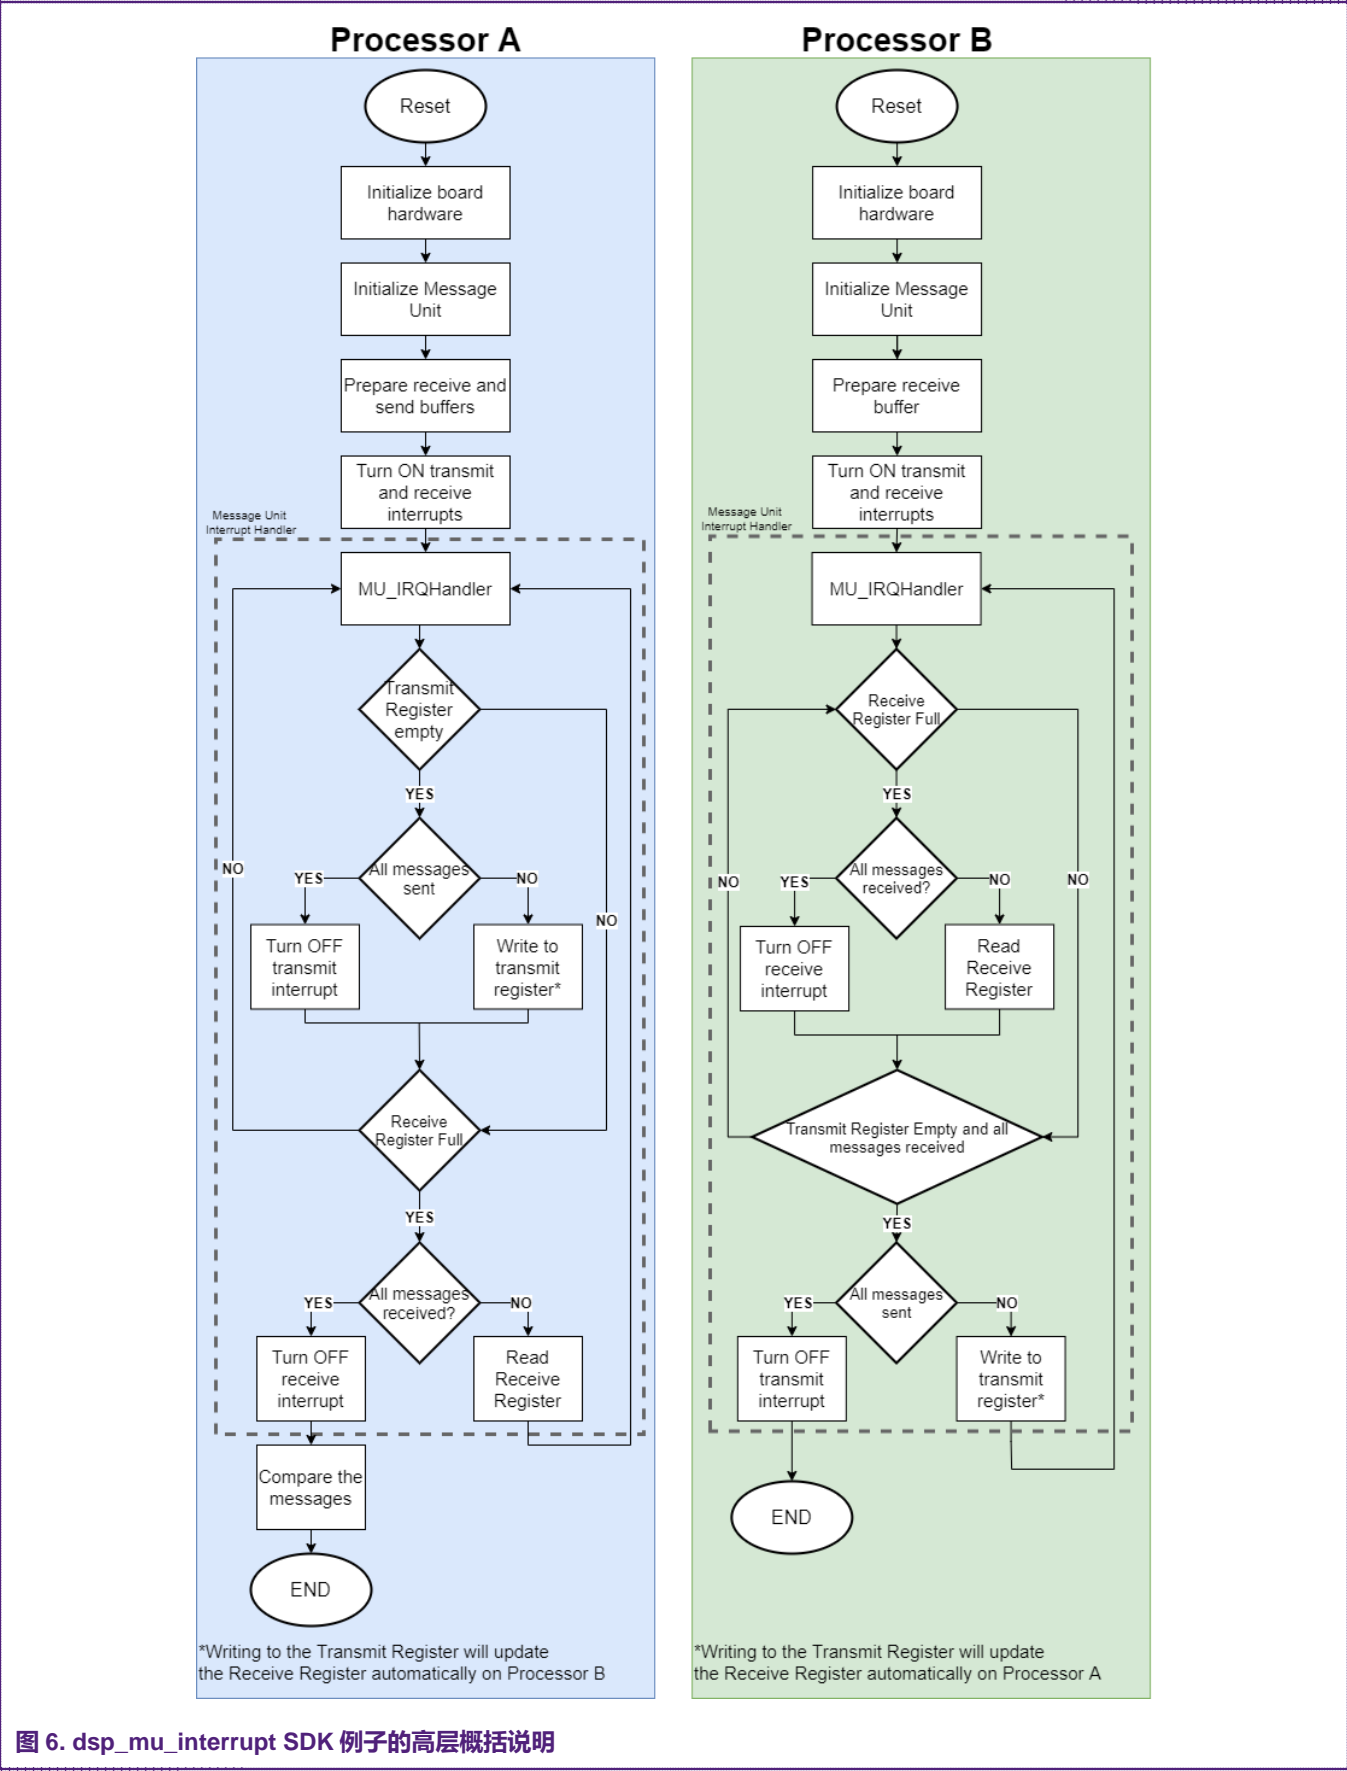 Processor A
Reset
Initialize board
hardware
Initialize Message
Unit
Prepare receive and
send buffers
Turn ON transmit
and receive
interrupts
Message Unit
Interrupt Handler
MU_IRQHandler
Transmit
Register
empty
YES
All messages
sent
YES
NO
NO
NO
Turn OFF
transmit
interrupt
Write to
transmit
register*
Receive
Register Full
YES
All messages
received?
YES
NO
Turn OFF
receive
interrupt
Read
Receive
Register
Compare the
messages
END
*Writing to the Transmit Register will update
the Receive Register automatically on Processor B
Processor B
Reset
Initialize board
hardware
Initialize Message
Unit
Prepare receive
buffer
Turn ON transmit
and receive
interrupts
Message Unit
Interrupt Handler
MU_IRQHandler
Receive
Register Full
YES
All messages
received?
NO
YES
NO
NO
Turn OFF
receive
interrupt
Read
Receive
Register
Transmit Register Empty and all
messages received
YES
All messages
sent
YES
NO
Turn OFF
transmit
interrupt
Write to
transmit
register*
END
*Writing to the Transmit Register will update
the Receive Register automatically on Processor A
图 6. dsp_mu_interrupt SDK 例子的高层概括说明